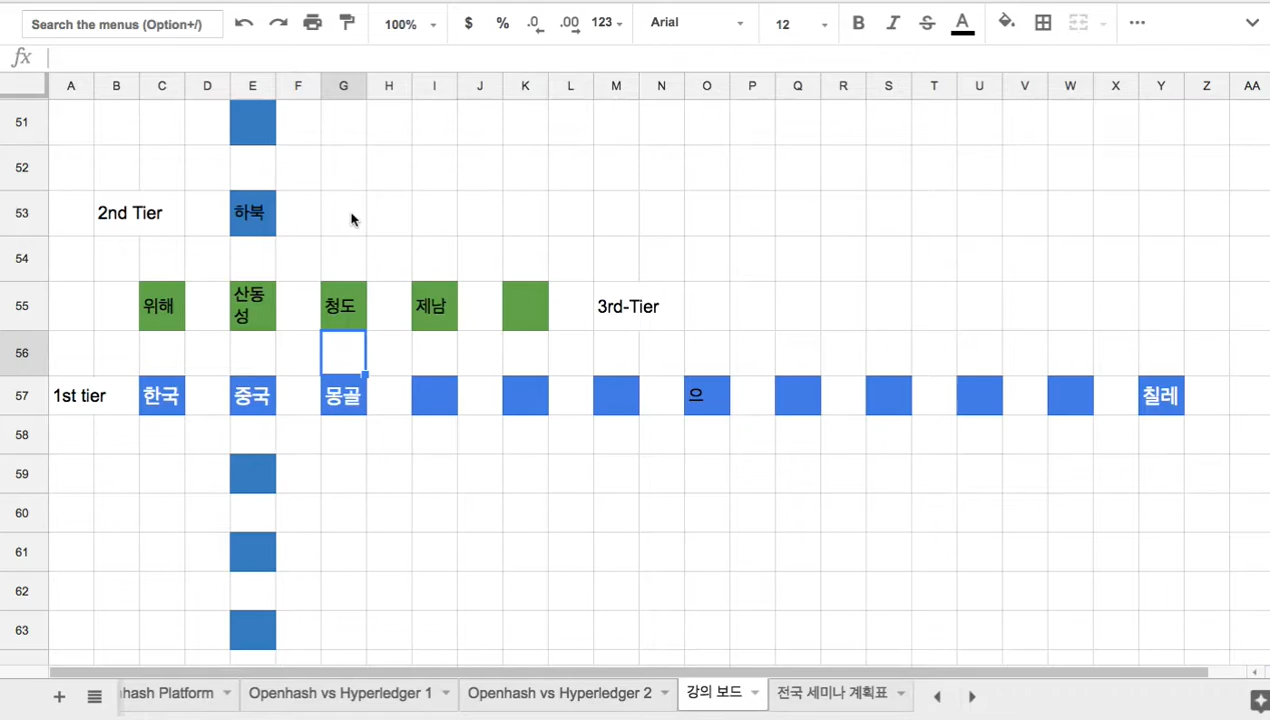 Search the menus (Option+/)
100%
$ % .0 .00 123
Arial
12
B I S A
fx
A B C D E F G H I J K L M N O P Q R S T U V W X Y Z AA
51
52
53 2nd Tier 하북
54
55 위해 산동 청도 제남 3rd-Tier
성
56
57 1st tier 한국 중국 몽골 으 칠레
58
59
60
61
62
63
hash Platform Openhash vs Hyperledger 1 Openhash vs Hyperledger 2 강의 보드 전국 세미나 계획표